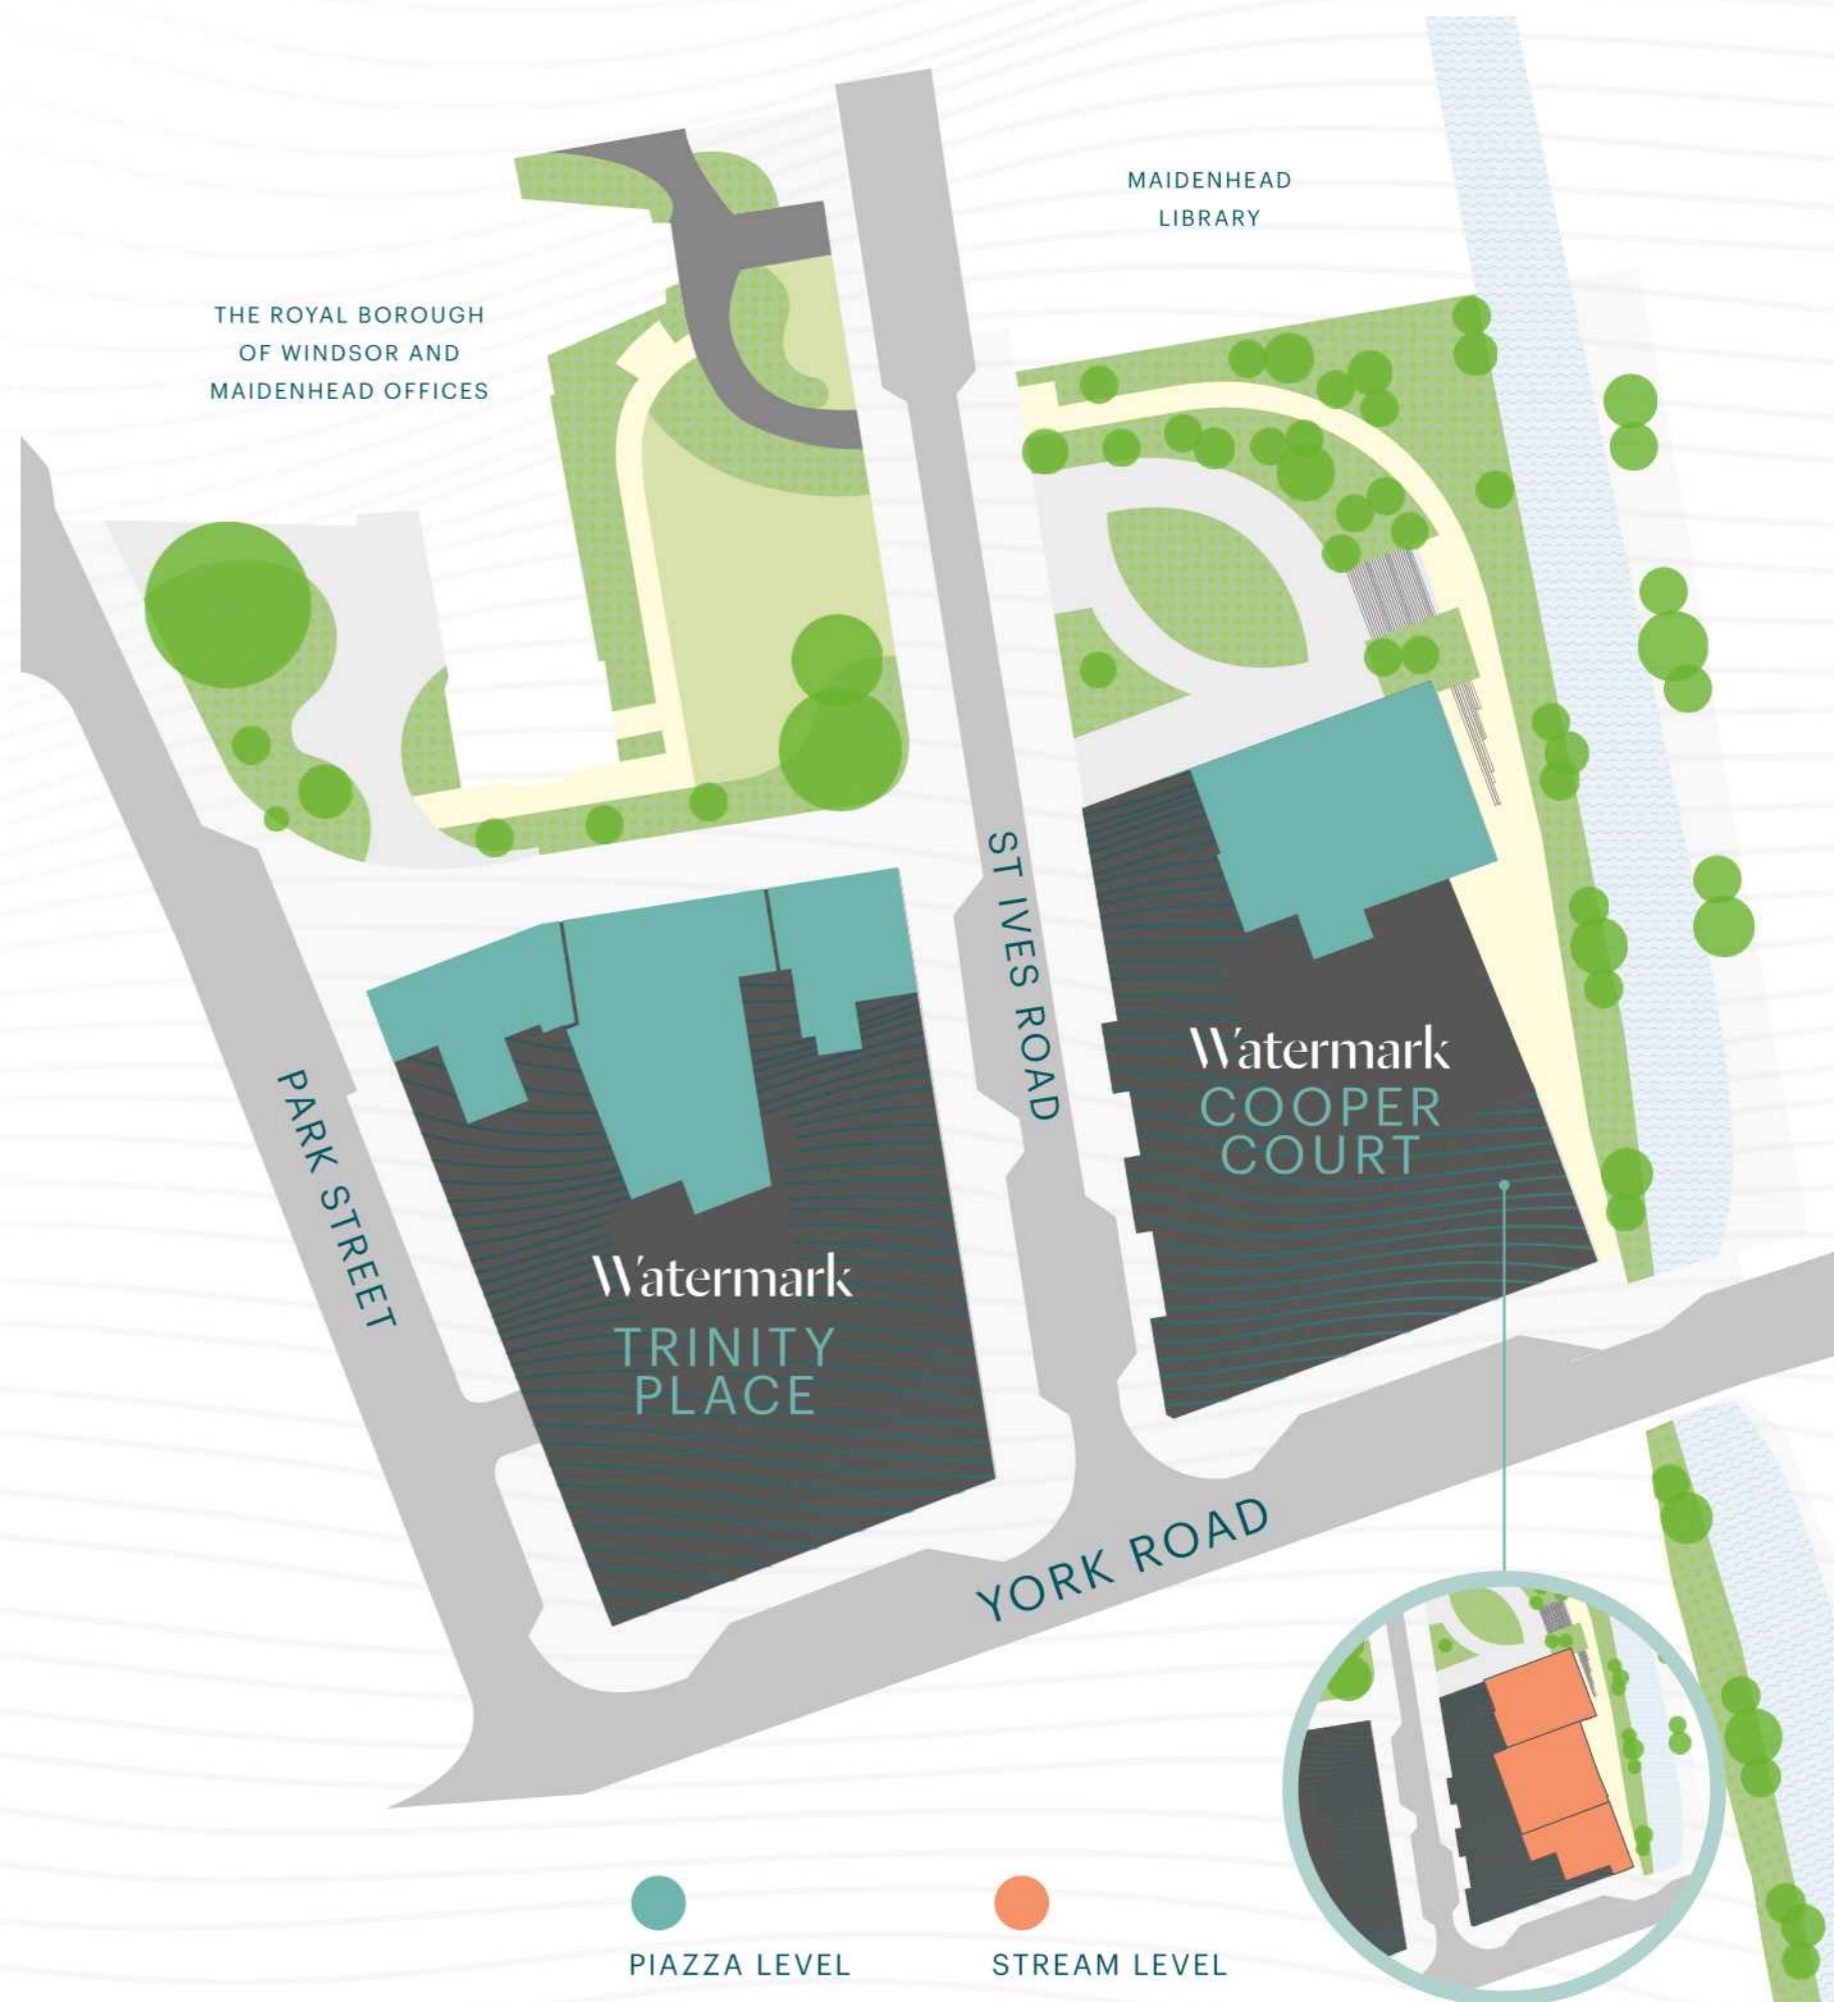 MAIDENHEAD
LIBRARY
THE ROYAL BOROUGH
OF WINDSOR AND
MAIDENHEAD OFFICES
ST IVES ROAD
PARK STREET
Watermark
COOPER
COURT
Watermark
TRINITY
PLACE
YORK ROAD
PIAZZA LEVEL
STREAM LEVEL